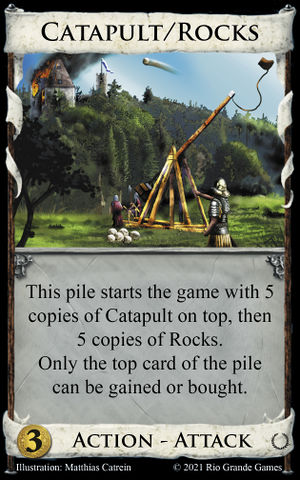 CATAPULT/ROCKS
This pile starts the game with 5
copies of Catapult on top, then
5 copies of Rocks.
Only the top card of the pile
can be gained or bought.
3 ACTION - ATTACK
Illustration: Matthias Catrein © 2021 Rio Grande Games